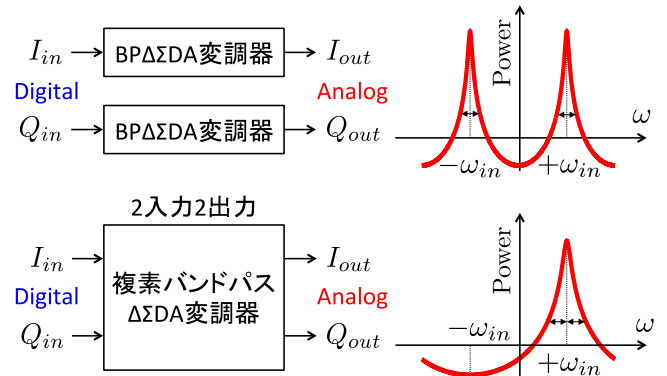 I_in BPΔΣDA変調器 I_out
Digital Analog
Q_in BPΔΣDA変調器 Q_out
Power
ω
−ω_in +ω_in
2入力2出力
I_in I_out
複素バンドパス
ΔΣDA変調器
Digital Analog
Q_in Q_out
Power
−ω_in
ω
+ω_in